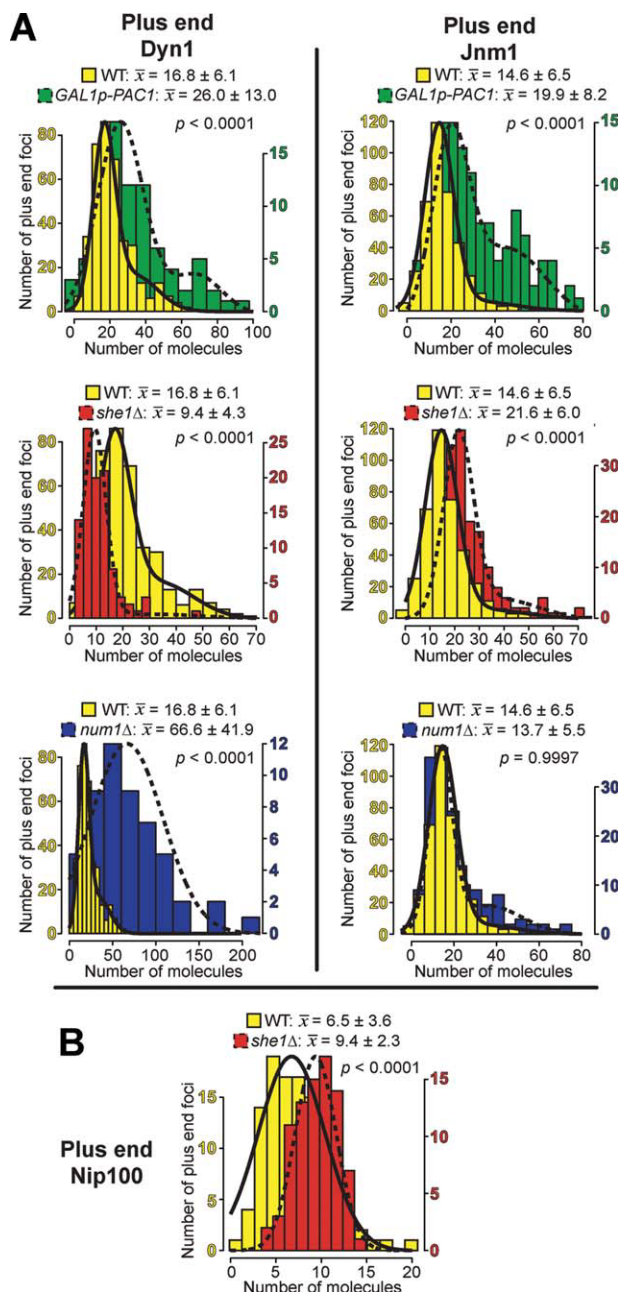 A
Plus end
Dyn1
Plus end
Jnm1
WT: x̅ = 16.8 ± 6.1
GAL1p-PAC1: x̅ = 26.0 ± 13.0
p < 0.0001
Number of plus end foci
80
60
40
20
0
15
10
5
0
0 20 40 60 80 100
Number of molecules
WT: x̅ = 14.6 ± 6.5
GAL1p-PAC1: x̅ = 19.9 ± 8.2
p < 0.0001
Number of plus end foci
120
100
80
60
40
20
0
15
10
5
0
0 20 40 60 80
Number of molecules
WT: x̅ = 16.8 ± 6.1
she1Δ: x̅ = 9.4 ± 4.3
p < 0.0001
Number of plus end foci
80
60
40
20
0
25
20
15
10
5
0
0 10 20 30 40 50 60 70
Number of molecules
WT: x̅ = 14.6 ± 6.5
she1Δ: x̅ = 21.6 ± 6.0
p < 0.0001
Number of plus end foci
120
100
80
60
40
20
0
30
20
10
0
0 10 20 30 40 50 60 70
Number of molecules
WT: x̅ = 16.8 ± 6.1
num1Δ: x̅ = 66.6 ± 41.9
p < 0.0001
Number of plus end foci
80
60
40
20
0
12
10
8
6
4
2
0
0 50 100 150 200
Number of molecules
WT: x̅ = 14.6 ± 6.5
num1Δ: x̅ = 13.7 ± 5.5
p = 0.9997
Number of plus end foci
120
100
80
60
40
20
0
30
20
10
0
0 20 40 60 80
Number of molecules
B
Plus end
Nip100
WT: x̅ = 6.5 ± 3.6
she1Δ: x̅ = 9.4 ± 2.3
p < 0.0001
Number of plus end foci
15
10
5
0
15
10
5
0
0 5 10 15 20
Number of molecules